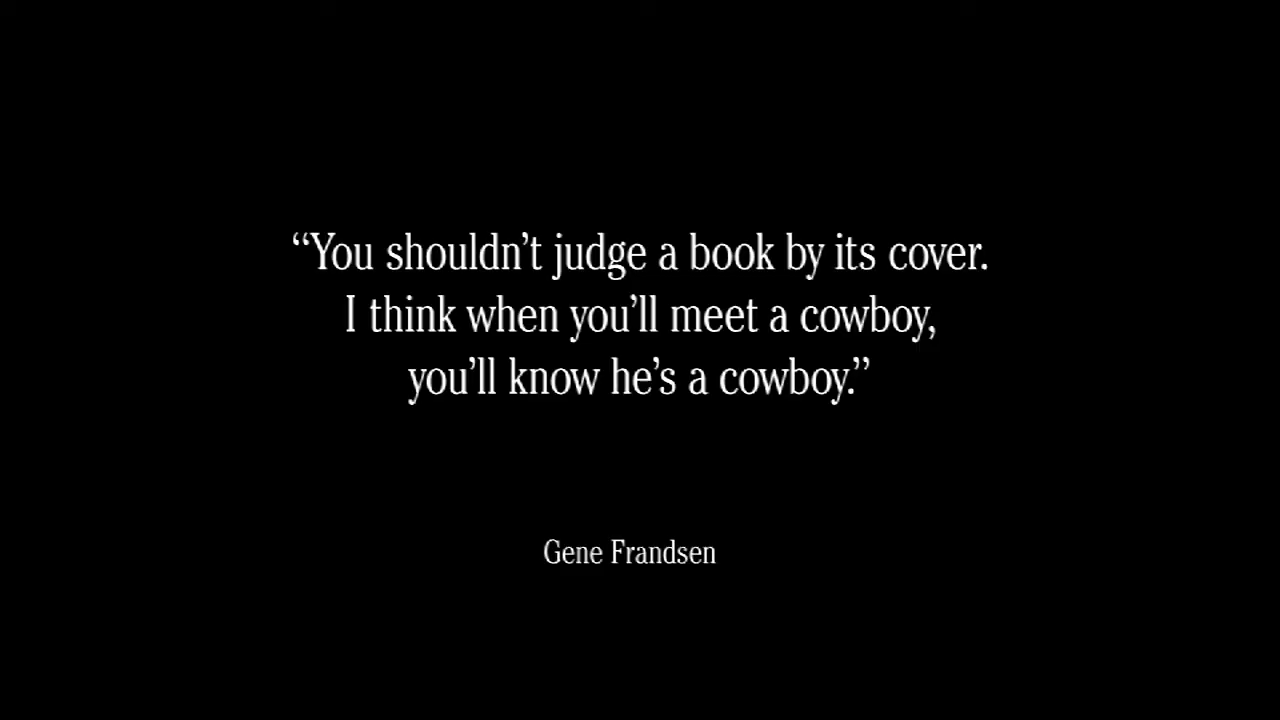 “You shouldn’t judge a book by its cover.
I think when you’ll meet a cowboy,
you’ll know he’s a cowboy.”
Gene Frandsen